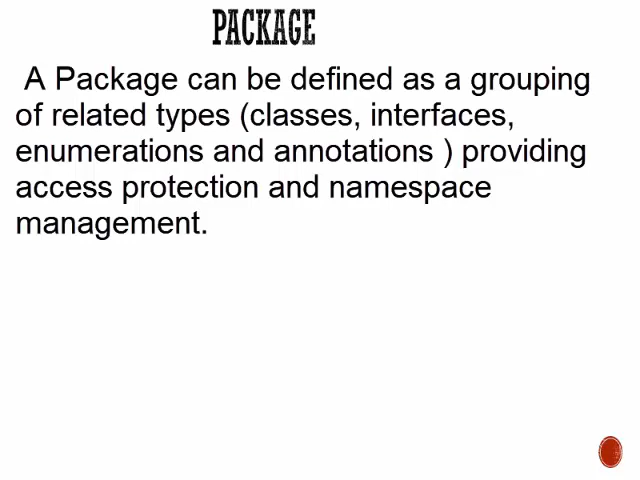 PACKAGE
A Package can be defined as a grouping
of related types (classes, interfaces,
enumerations and annotations ) providing
access protection and namespace
management.